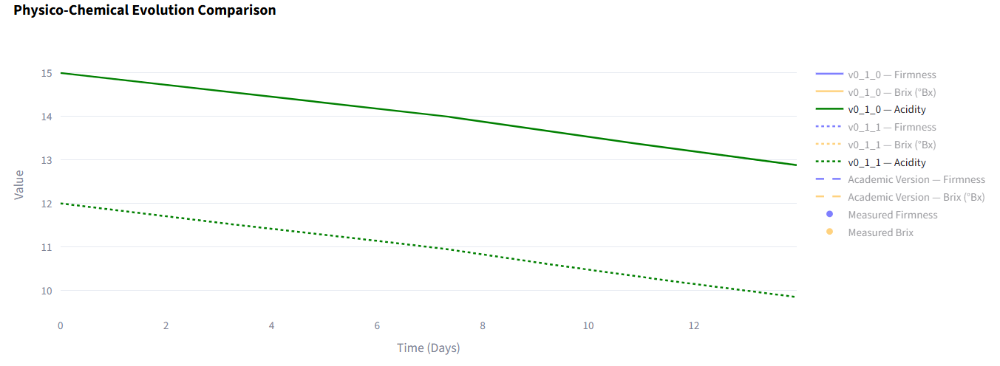 Physico-Chemical Evolution Comparison
15
14
13
12
11
10
Value
0 2 4 6 8 10 12
Time (Days)
v0_1_0 — Firmness
v0_1_0 — Brix (°Bx)
v0_1_0 — Acidity
v0_1_1 — Firmness
v0_1_1 — Brix (°Bx)
v0_1_1 — Acidity
Academic Version — Firmness
Academic Version — Brix (°Bx)
Measured Firmness
Measured Brix